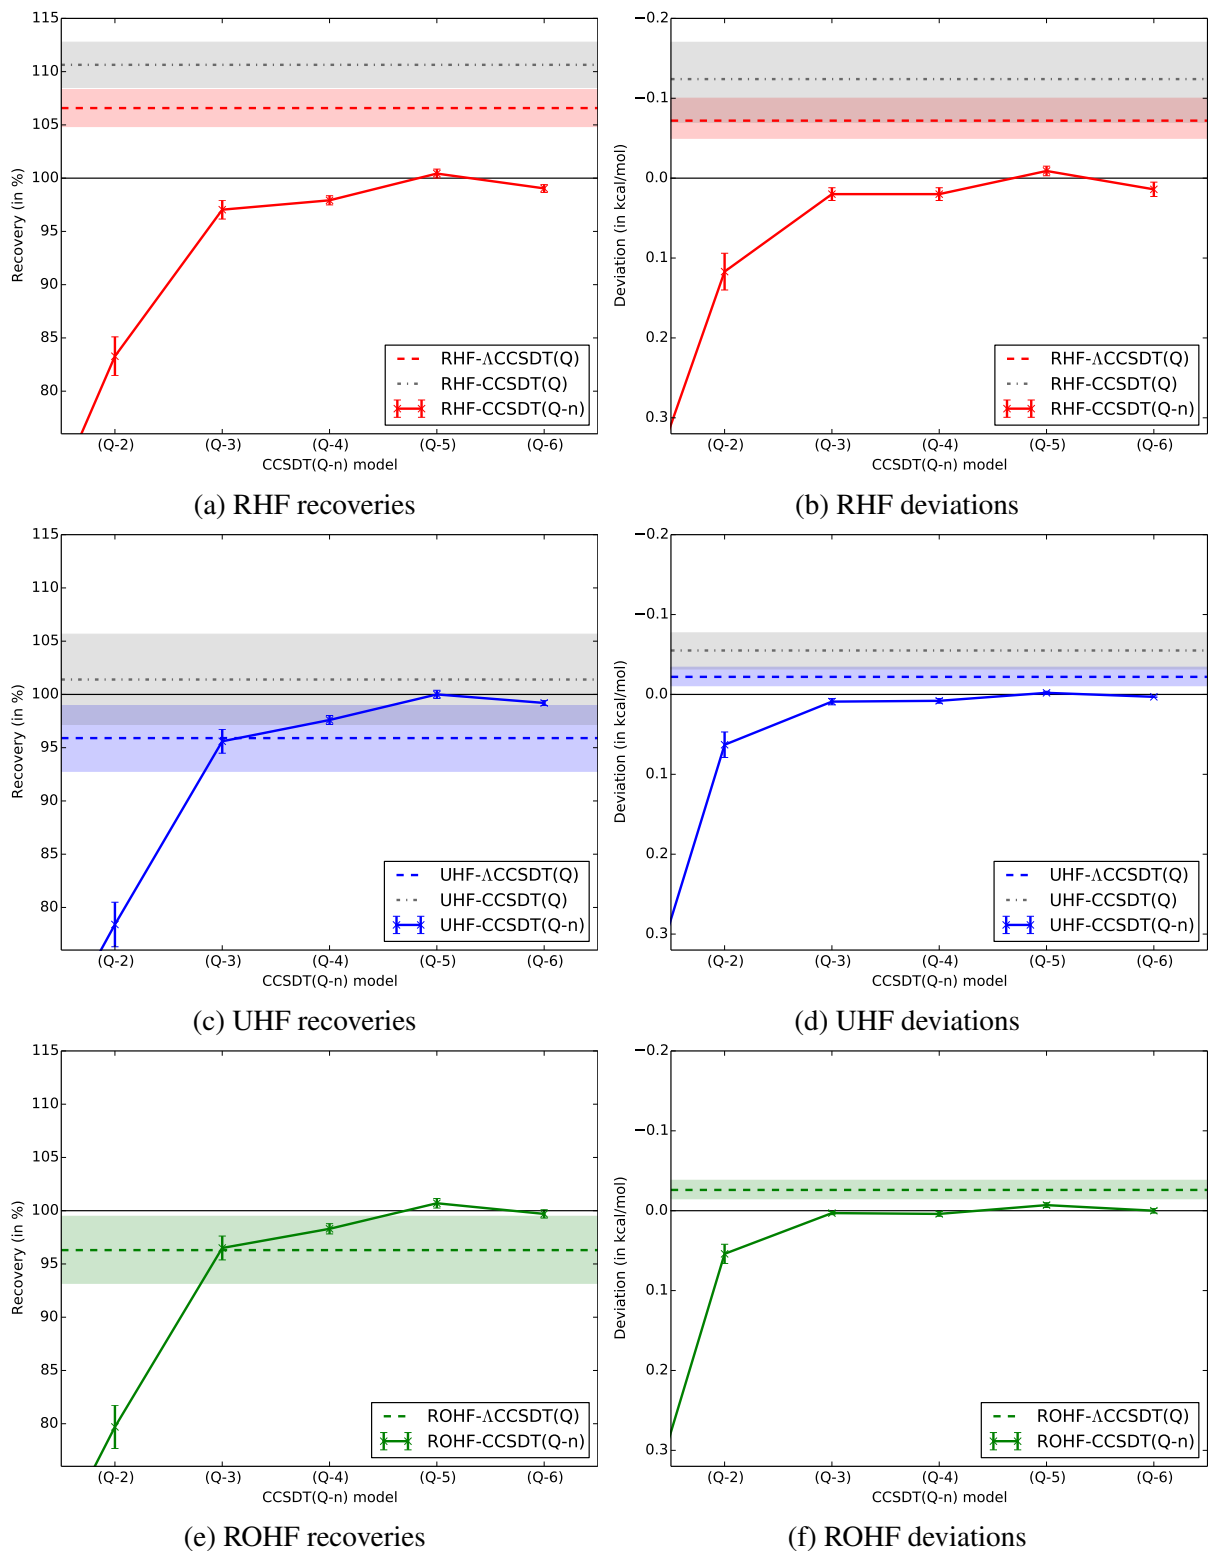 115
110
105
100
95
90
85
80
Recovery (in %)
(Q-2) (Q-3) (Q-4) (Q-5) (Q-6)
CCSDT(Q-n) model
RHF-ΛCCSDT(Q)
RHF-CCSDT(Q)
RHF-CCSDT(Q-n)
(a) RHF recoveries
−0.2
−0.1
0.0
0.1
0.2
0.3
Deviation (in kcal/mol)
(Q-2) (Q-3) (Q-4) (Q-5) (Q-6)
CCSDT(Q-n) model
RHF-ΛCCSDT(Q)
RHF-CCSDT(Q)
RHF-CCSDT(Q-n)
(b) RHF deviations
115
110
105
100
95
90
85
80
Recovery (in %)
(Q-2) (Q-3) (Q-4) (Q-5) (Q-6)
CCSDT(Q-n) model
UHF-ΛCCSDT(Q)
UHF-CCSDT(Q)
UHF-CCSDT(Q-n)
(c) UHF recoveries
−0.2
−0.1
0.0
0.1
0.2
0.3
Deviation (in kcal/mol)
(Q-2) (Q-3) (Q-4) (Q-5) (Q-6)
CCSDT(Q-n) model
UHF-ΛCCSDT(Q)
UHF-CCSDT(Q)
UHF-CCSDT(Q-n)
(d) UHF deviations
115
110
105
100
95
90
85
80
Recovery (in %)
(Q-2) (Q-3) (Q-4) (Q-5) (Q-6)
CCSDT(Q-n) model
ROHF-ΛCCSDT(Q)
ROHF-CCSDT(Q-n)
(e) ROHF recoveries
−0.2
−0.1
0.0
0.1
0.2
0.3
Deviation (in kcal/mol)
(Q-2) (Q-3) (Q-4) (Q-5) (Q-6)
CCSDT(Q-n) model
ROHF-ΛCCSDT(Q)
ROHF-CCSDT(Q-n)
(f) ROHF deviations